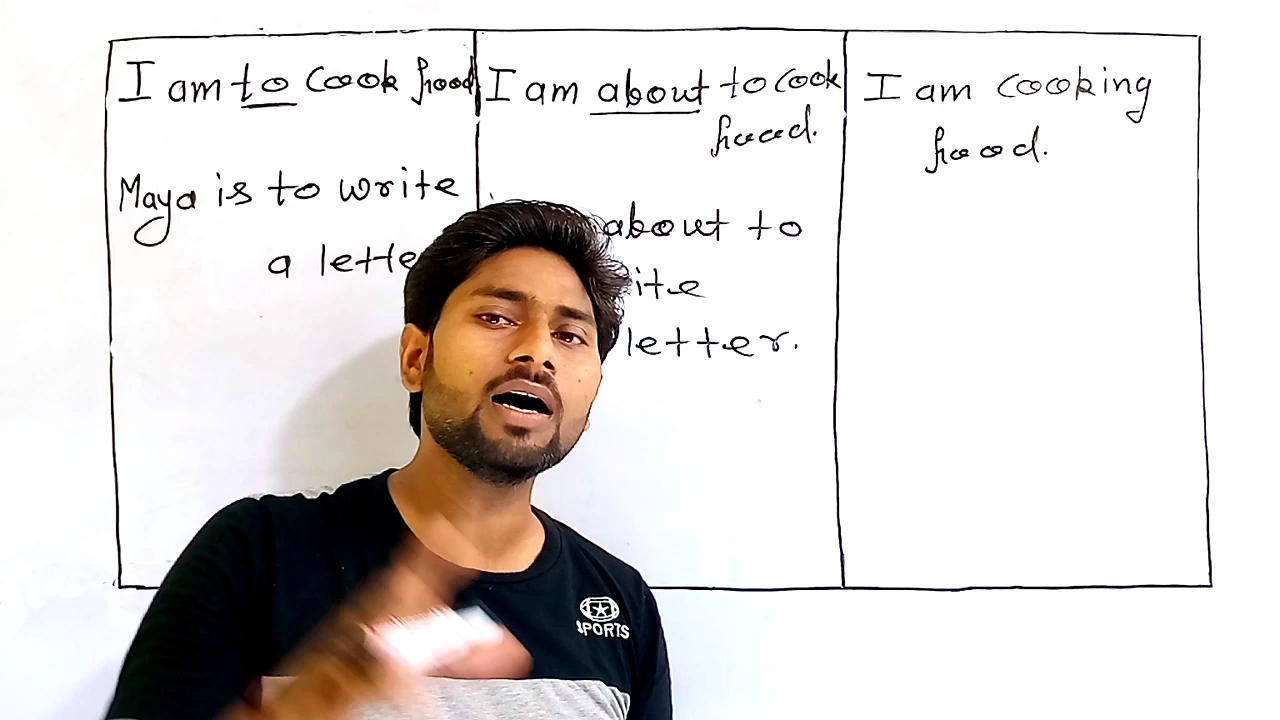 I am to cook food
Maya is to write
a lette
I am about to cook
food.
about to
ite
letter.
I am cooking
food.
SPORTS